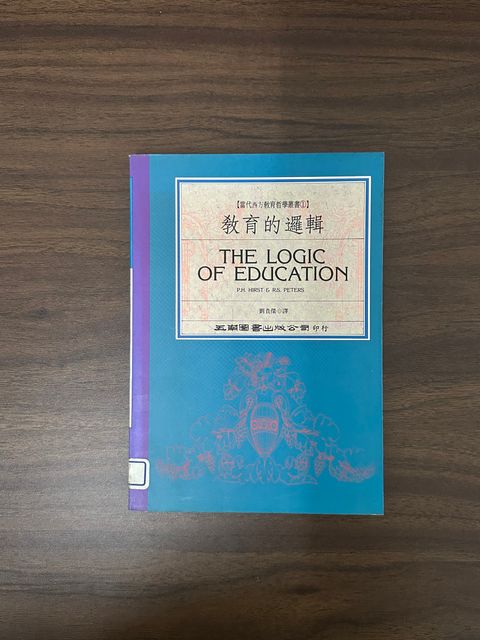 【當代西方教育哲學叢書①】
教育的邏輯
THE LOGIC
OF EDUCATION
P.H. HIRST & R.S. PETERS
劉貴傑◎譯
五南圖書出版公司 印行